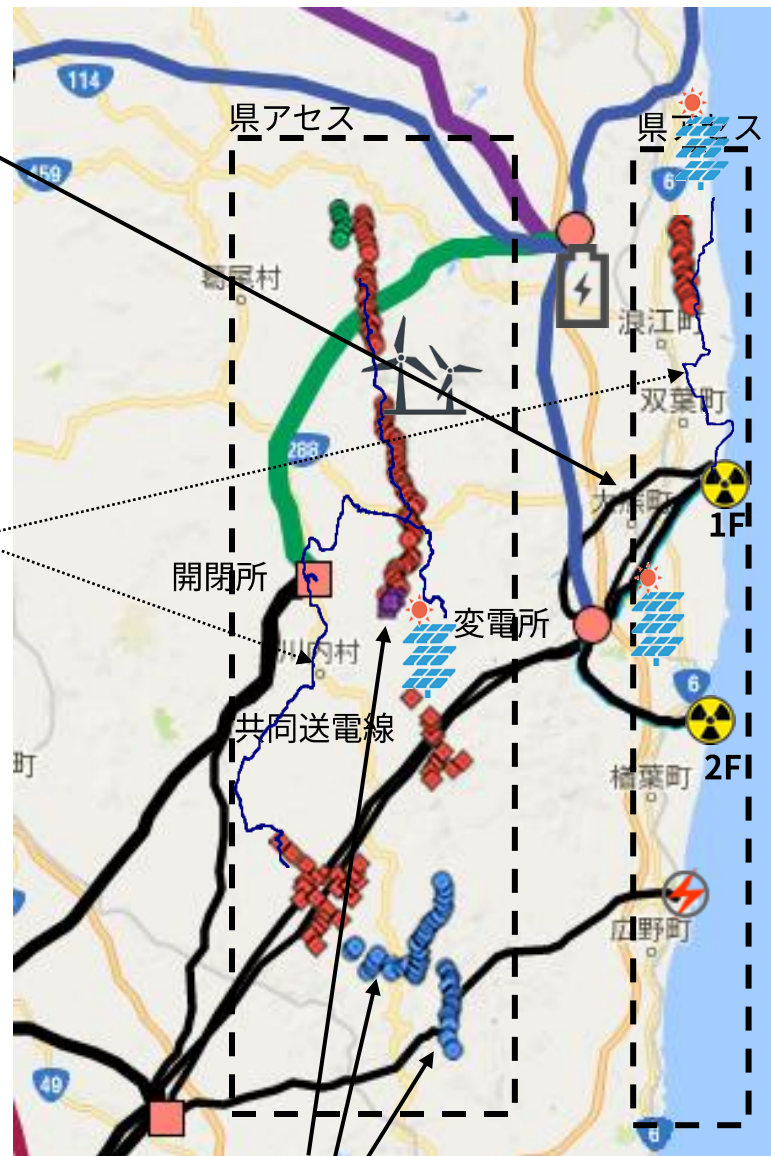 県アセス
県アセス
114
459
6
葛尾村
浪江町
双葉町
288
大熊町
1F
開閉所
変電所
川内村
6
共同送電線
2F
町
楢葉町
広野町
49
6